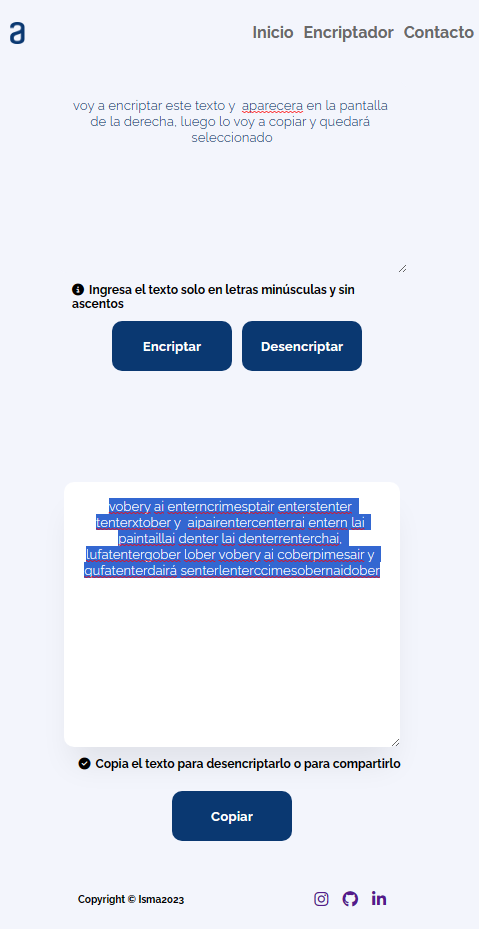 a
Inicio Encriptador Contacto
voy a encriptar este texto y  aparecera en la pantalla
de la derecha, luego lo voy a copiar y quedará
seleccionado
Ingresa el texto solo en letras minúsculas y sin
ascentos
Encriptar Desencriptar
vobery ai enterncrimesptair enterstenter
tenterxtober y  aipairentercenterrai entern lai
paintaillai denter lai denterrenterchai,
lufatentergober lober vobery ai coberpimesair y
qufatenterdairá senterlenterccimesobernaidober
Copia el texto para desencriptarlo o para compartirlo
Copiar
Copyright © Isma2023